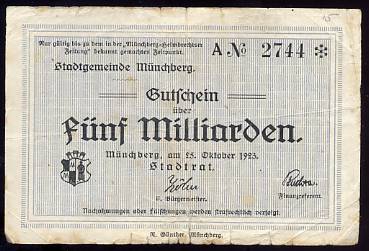 Nur gültig bis zu dem in der „Münchberg-Helmbrechtser
Zeitung" bekannt gemachten Zeitpunkt.
A № 2744 *
Stadtgemeinde Münchberg.
Gutschein
über
Fünf Milliarden.
Münchberg, am 25. Oktober 1923.
Stadtrat.
Bürgermeister.
Finanzreferent.
Nachahmungen oder Fälschungen werden strafrechtlich verfolgt.
R. Günther, Münchberg.